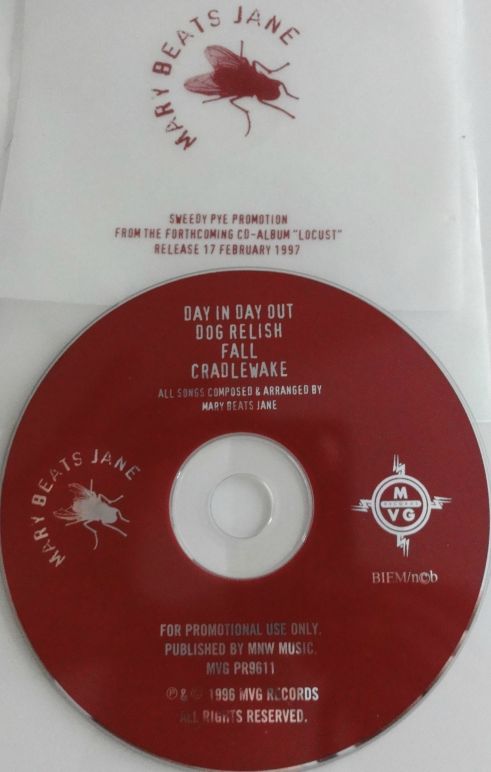 MARY BEATS JANE
SWEEDY PYE PROMOTION
FROM THE FORTHCOMING CD-ALBUM "LOCUST"
RELEASE 17 FEBRUARY 1997
DAY IN DAY OUT
DOG RELISH
FALL
CRADLEWAKE
ALL SONGS COMPOSED & ARRANGED BY
MARY BEATS JANE
MARY BEATS JANE
M
RECORDS
VG
BIEM/n©b
FOR PROMOTIONAL USE ONLY.
PUBLISHED BY MNW MUSIC.
MVG PR9611
℗ & © 1996 MVG RECORDS
ALL RIGHTS RESERVED.